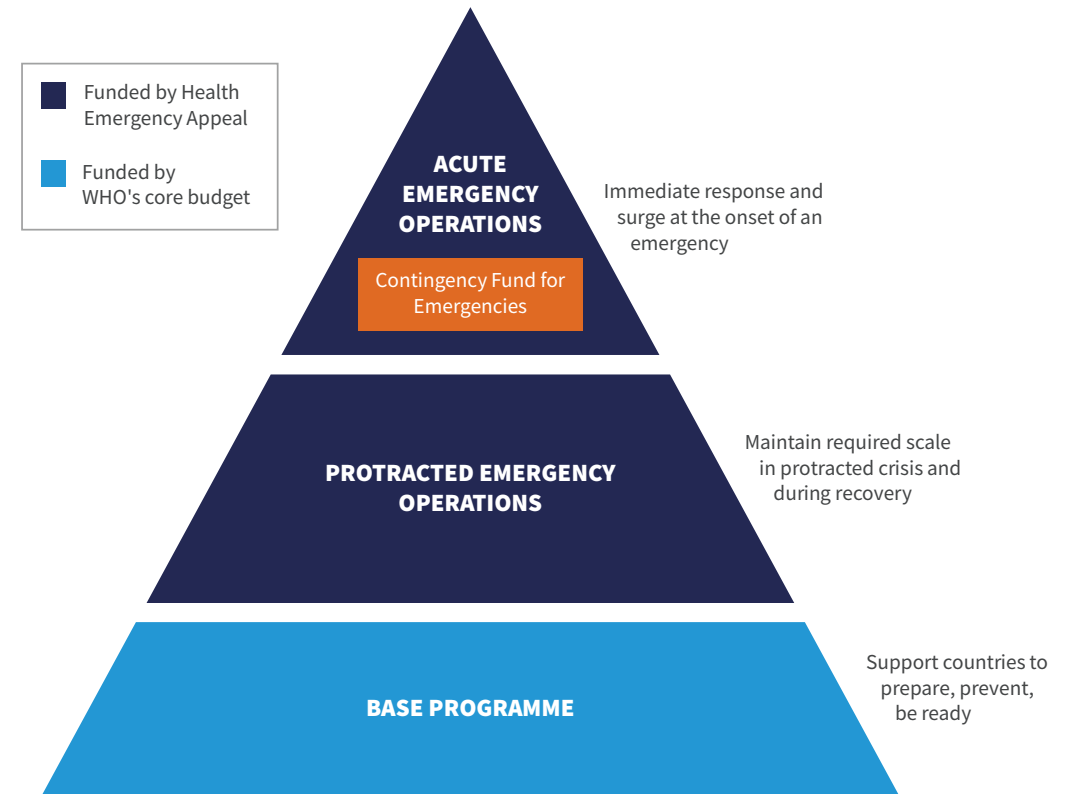 Funded by Health
Emergency Appeal
Funded by
WHO's core budget
ACUTE
EMERGENCY
OPERATIONS
Contingency Fund for
Emergencies
Immediate response and
surge at the onset of an
emergency
PROTRACTED EMERGENCY
OPERATIONS
Maintain required scale
in protracted crisis and
during recovery
BASE PROGRAMME
Support countries to
prepare, prevent,
be ready